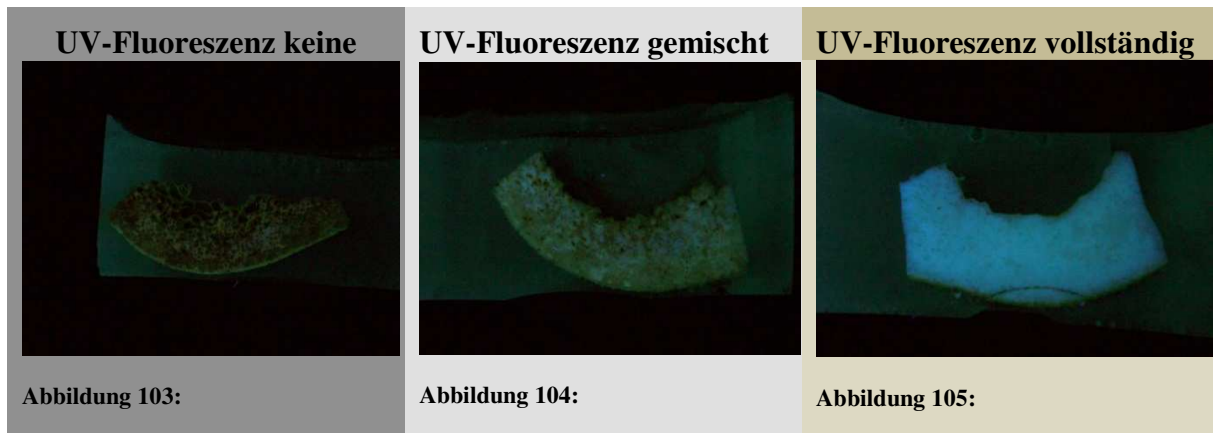 UV-Fluoreszenz keine
UV-Fluoreszenz gemischt
UV-Fluoreszenz vollständig
Abbildung 103:
Abbildung 104:
Abbildung 105: